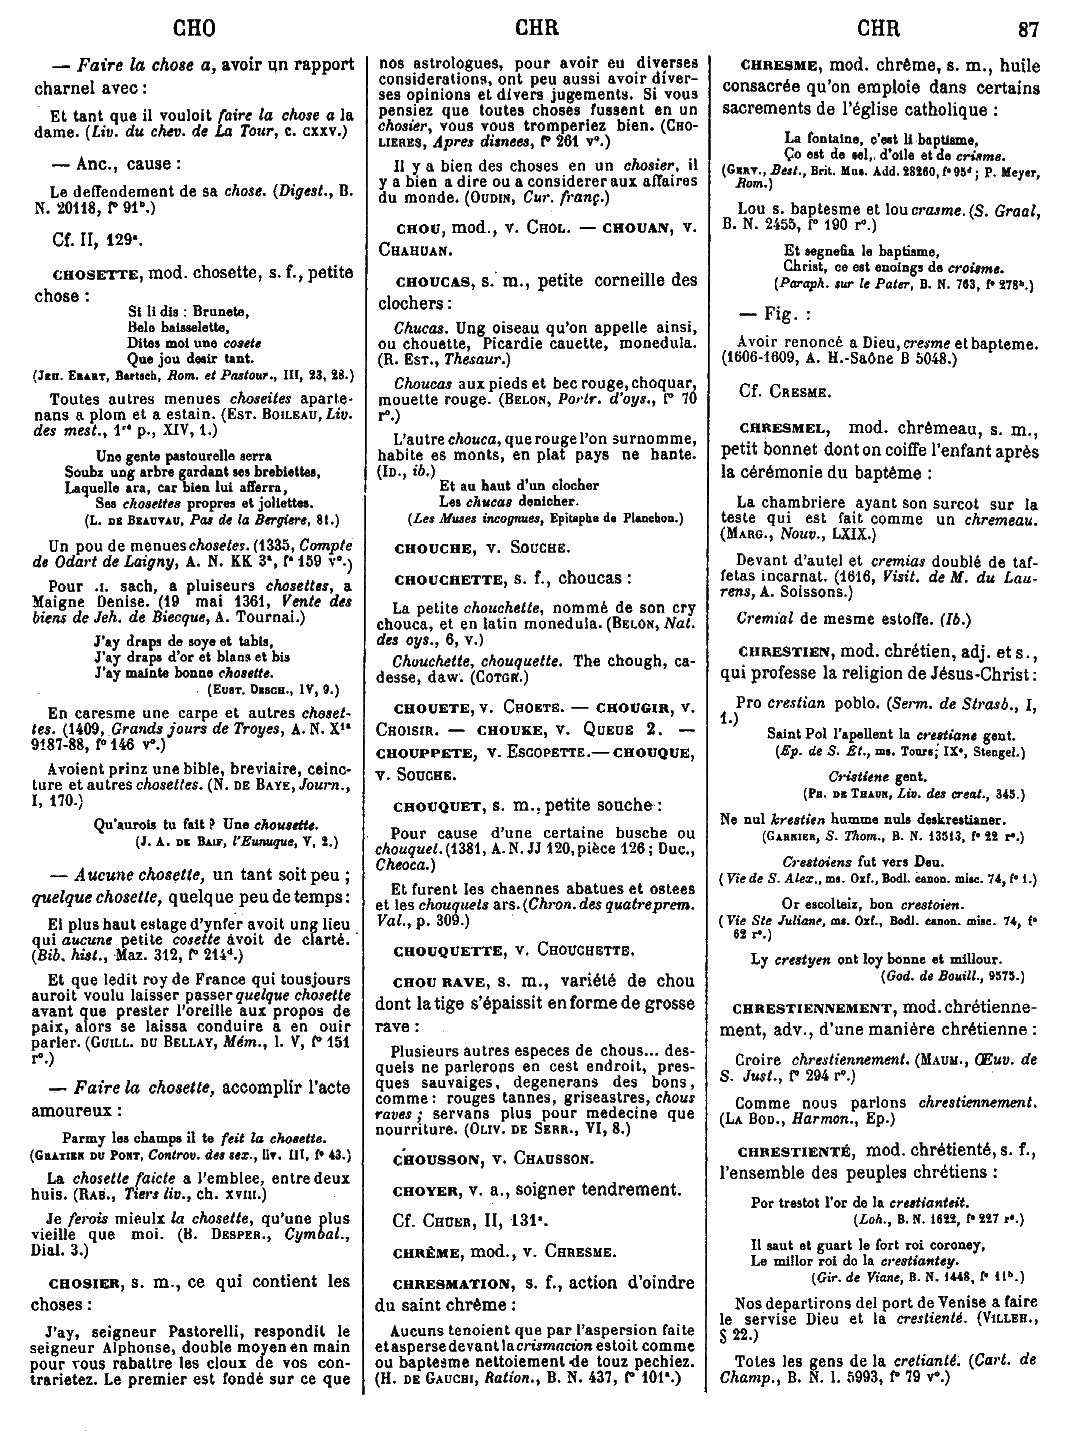 CHO
CHR
CHR
87
— Faire la chose a, avoir un rapport
charnel avec :
Et tant que il vouloit faire la chose a la
dame. (Liv. du chev. de La Tour, c. CXXV.)
— Anc., cause :
Le deffendement de sa chose. (Digest., B.
N. 20118, f° 91ᵇ.)
Cf. II, 129ᵃ.
CHOSETTE, mod. chosette, s. f., petite
chose :
Si li dis : Brunete,
Bele baisselette,
Dites moi une cosete
Que jou desir tant.
(JEH. ERART, Bartsch, Rom. et Pastour., III, 23, 28.)
Toutes autres menues choseites aparte-
nans a plom et a estain. (EST. BOILEAU, Liv.
des mest., 1ʳᵉ p., XIV, 1.)
Une gente pastourelle serra
Soubz ung arbre gardant ses brebiettes,
Laquelle ara, car bien lui afferra,
Ses chosettes propres et joliettes.
(L. DE BEAUVAU, Pas de la Bergiere, 81.)
Un pou de menues chosetes. (1335, Compte
de Odart de Laigny, A. N. KK 3ᵃ, f° 159 v°.)
Pour .I. sach, a pluiseurs chosettes, a
Maigne Denise. (19 mai 1361, Vente des
biens de Jeh. de Biecque, A. Tournai.)
J'ay draps de soye et tabis,
J'ay draps d'or et blans et bis
J'ay mainte bonne chosette.
(EUST. DESCH., IV, 9.)
En caresme une carpe et autres choset-
tes. (1409, Grands jours de Troyes, A. N. X¹ᵃ
9187-88, f° 146 v°.)
Avoient prinz une bible, breviaire, ceinc-
ture et autres chosettes. (N. DE BAYE, Journ.,
I, 170.)
Qu'aurois tu fait ? Une chousette.
(J. A. DE BAIF, l'Eunuque, V, 2.)
— Aucune chosette, un tant soit peu ;
quelque chosette, quelque peu de temps :
El plus haut estage d'ynfer avoit ung lieu
qui aucune petite cosette avoit de clarté.
(Bib. hist., Maz. 312, f° 214ᵈ.)
Et que ledit roy de France qui tousjours
auroit voulu laisser passer quelque chosette
avant que prester l'oreille aux propos de
paix, alors se laissa conduire a en ouir
parler. (GUILL. DU BELLAY, Mém., l. V, f° 151
r°.)
— Faire la chosette, accomplir l'acte
amoureux :
Parmy les champs il te feit la chosette.
(GRATIEN DU PONT, Controv. des sex., liv. III, f° 43.)
La chosette faicte a l'emblee, entre deux
huis. (RAB., Tiers liv., ch. XVIII.)
Je ferois mieulx la chosette, qu'une plus
vieille que moi. (B. DESPER., Cymbal.,
Dial. 3.)
CHOSIER, s. m., ce qui contient les
choses :
J'ay, seigneur Pastorelli, respondit le
seigneur Alphonse, double moyen en main
pour vous rabattre les cloux de vos con-
trarietez. Le premier est fondé sur ce que
nos astrologues, pour avoir eu diverses
considerations, ont peu aussi avoir diver-
ses opinions et divers jugements. Si vous
pensiez que toutes choses fussent en un
chosier, vous vous tromperiez bien. (CHO-
LIERES, Apres disnees, f° 261 v°.)
Il y a bien des choses en un chosier, il
y a bien a dire ou a considerer aux affaires
du monde. (OUDIN, Cur. franç.)
CHOU, mod., v. CHOL. — CHOUAN, v.
CHAHUAN.
CHOUCAS, s. m., petite corneille des
clochers :
Chucas. Ung oiseau qu'on appelle ainsi,
ou chouette, Picardie cauette, monedula.
(R. EST., Thesaur.)
Choucas aux pieds et bec rouge, choquar,
mouette rouge. (BELON, Portr. d'oys., f° 70
r°.)
L'autre chouca, que rouge l'on surnomme,
habite es monts, en plat pays ne hante.
(ID., ib.)
Et au haut d'un clocher
Les chucas denicher.
(Les Muses incognues, Epitaphe de Planchon.)
CHOUCHE, v. SOUCHE.
CHOUCHETTE, s. f., choucas :
La petite chouchette, nommé de son cry
chouca, et en latin monedula. (BELON, Nat.
des oys., 6, v.)
Chouchette, chouquette. The chough, ca-
desse, daw. (COTGR.)
CHOUETE, v. CHOETE. — CHOUGIR, v.
CHOISIR. — CHOUKE, v. QUEUE 2. —
CHOUPPETE, v. ESCOPETTE. — CHOUQUE,
v. SOUCHE.
CHOUQUET, s. m., petite souche :
Pour cause d'une certaine busche ou
chouquet. (1381, A. N. JJ 120, pièce 126 ; Duc.,
Cheoca.)
Et furent les chaennes abatues et ostees
et les chouquels ars. (Chron. des quatre prem.
Val., p. 309.)
CHOUQUETTE, v. CHOUCHETTE.
CHOU RAVE, s. m., variété de chou
dont la tige s'épaissit en forme de grosse
rave :
Plusieurs autres especes de chous... des-
quels ne parlerons en cest endroit, pres-
ques sauvaiges, degenerans des bons,
comme : rouges tannes, griseastres, chous
raves ; servans plus pour medecine que
nourriture. (OLIV. DE SERR., VI, 8.)
CHOUSSON, v. CHAUSSON.
CHOYER, v. a., soigner tendrement.
Cf. CHUER, II, 131ᵃ.
CHRÊME, mod., v. CHRESME.
CHRESMATION, s. f., action d'oindre
du saint chrême :
Aucuns tenoient que par l'aspersion faite
et asperse devant la crismacion estoit comme
ou baptesme nettoiement de touz pechiez.
(H. DE GAUCHI, Ration., B. N. 437, f° 101ᵃ.)
CHRESME, mod. chrême, s. m., huile
consacrée qu'on emploie dans certains
sacrements de l'église catholique :
La fontaine, c'est li baptisme,
Ço est de sel, d'oile et de crisme.
(GERV., Best., Brit. Mus. Add. 28260, f° 95ᵈ ; P. Meyer,
Rom.)
Lou s. baptesme et lou crasme. (S. Graal,
B. N. 2455, f° 190 r°.)
Et segnefia le baptisme,
Christ, ce est enoings de croisme.
(Paraph. sur le Pater, B. N. 763, f° 278ᵇ.)
— Fig. :
Avoir renoncé a Dieu, cresme et bapteme.
(1606-1609, A. H.-Saône B 5048.)
Cf. CRESME.
CHRESMEL, mod. chrêmeau, s. m.,
petit bonnet dont on coiffe l'enfant après
la cérémonie du baptême :
La chambriere ayant son surcot sur la
teste qui est fait comme un chremeau.
(MARG., Nouv., LXIX.)
Devant d'autel et cremias doublé de taf-
fetas incarnat. (1616, Visit. de M. du Lau-
rens, A. Soissons.)
Cremial de mesme estoffe. (Ib.)
CHRESTIEN, mod. chrétien, adj. et s.,
qui professe la religion de Jésus-Christ :
Pro crestian poblo. (Serm. de Strasb., I,
1.)
Saint Pol l'apellent la crestiane gent.
(Ep. de S. Et., ms. Tours, IXᵉ, Stengel.)
Cristiene gent.
(PH. DE THAUN, Liv. des creat., 345.)
Ne nul krestien humme nuls deskrestianer.
(GARNIER, S. Thom., B. N. 13513, f° 22 r°.)
Crestoiens fut vers Deu.
(Vie de S. Alex., ms. Oxf., Bodl. canon. misc. 74, f° 1.)
Or escolteiz, bon crestoien.
(Vie Ste Juliane, ms. Oxf., Bodl. canon. misc. 74, f°
62 r°.)
Ly crestyen ont loy bonne et millour.
(God. de Bouill., 9575.)
CHRESTIENNEMENT, mod. chrétienne-
ment, adv., d'une manière chrétienne :
Croire chrestiennement. (MAUM., Œuv. de
S. Just., f° 294 r°.)
Comme nous parlons chrestiennement.
(LA BOD., Harmon., Ep.)
CHRESTIENTÉ, mod. chrétienté, s. f.,
l'ensemble des peuples chrétiens :
Por trestot l'or de la crestianteit.
(Loh., B. N. 1622, f° 227 r°.)
Il saut et guart le fort roi coroney,
Le millor roi do la crestiantey.
(Gir. de Viane, B. N. 1448, f° 11ᵇ.)
Nos departirons del port de Venise a faire
le servise Dieu et la crestienté. (VILLEH.,
§ 22.)
Totes les gens de la cretianté. (Cart. de
Champ., B. N. l. 5993, f° 79 v°.)